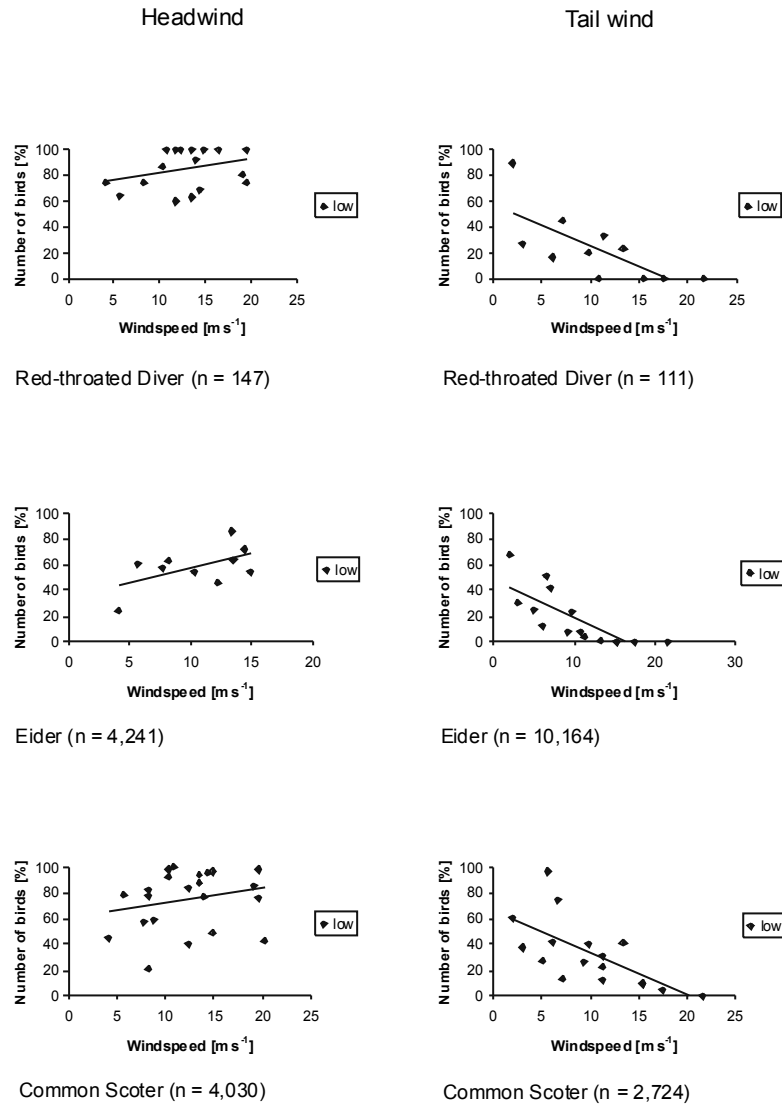 Headwind
Tail wind
Number of birds [%]
100
80
60
40
20
0
0 5 10 15 20 25
Windspeed [m s-1]
low
Red-throated Diver (n = 147)
Number of birds [%]
100
80
60
40
20
0
0 5 10 15 20 25
Windspeed [m s-1]
low
Red-throated Diver (n = 111)
Number of birds [%]
100
80
60
40
20
0
0 5 10 15 20
Windspeed [m s-1]
low
Eider (n = 4,241)
Number of birds [%]
100
80
60
40
20
0
0 10 20 30
Windspeed [m s-1]
low
Eider (n = 10,164)
Number of birds [%]
100
80
60
40
20
0
0 5 10 15 20 25
Windspeed [m s-1]
low
Common Scoter (n = 4,030)
Number of birds [%]
100
80
60
40
20
0
0 5 10 15 20 25
Windspeed [m s-1]
low
Common Scoter (n = 2,724)